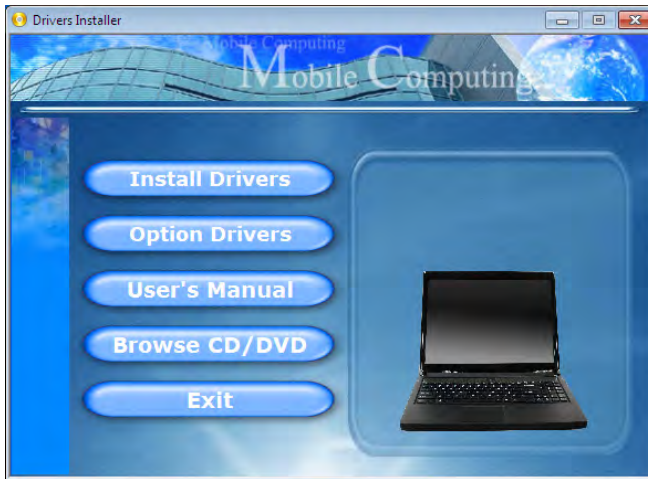 Drivers Installer
Mobile Computing
Mobile Computing
Install Drivers
Option Drivers
User's Manual
Browse CD/DVD
Exit